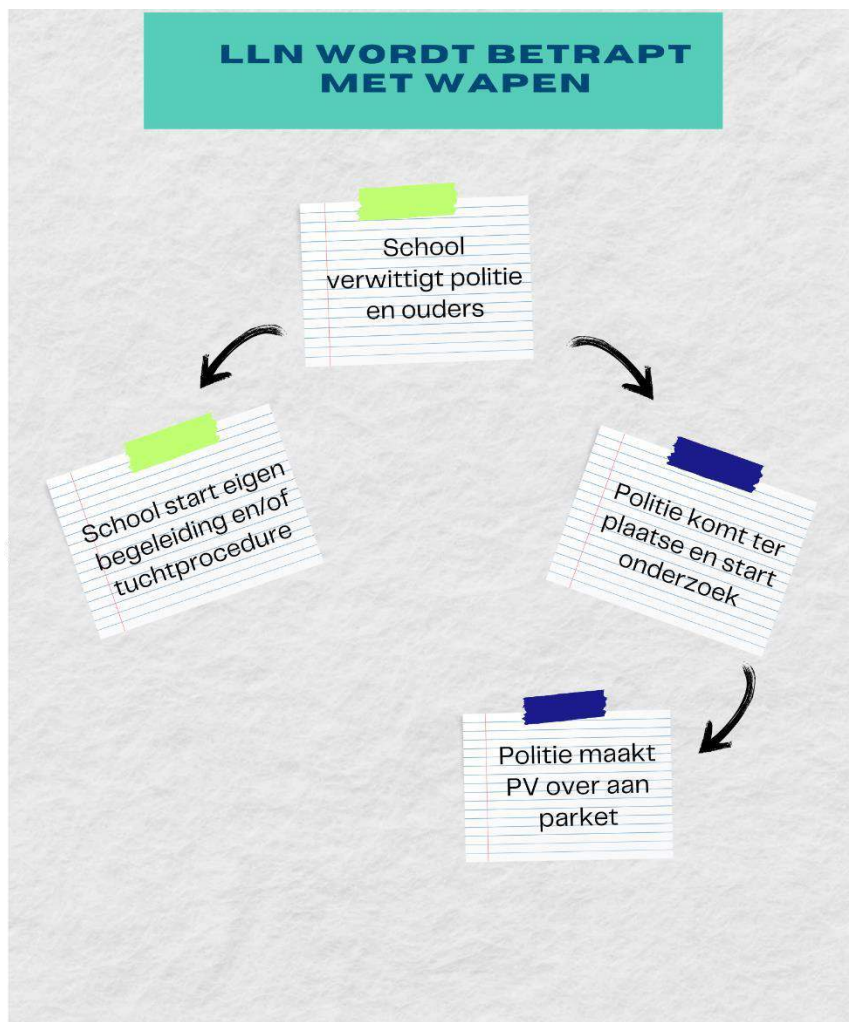 LLN WORDT BETRAPT
MET WAPEN
School
verwittigt politie
en ouders
School start eigen
begeleiding en/of
tuchtprocedure
Politie komt ter
plaatse en start
onderzoek
Politie maakt
PV over aan
parket